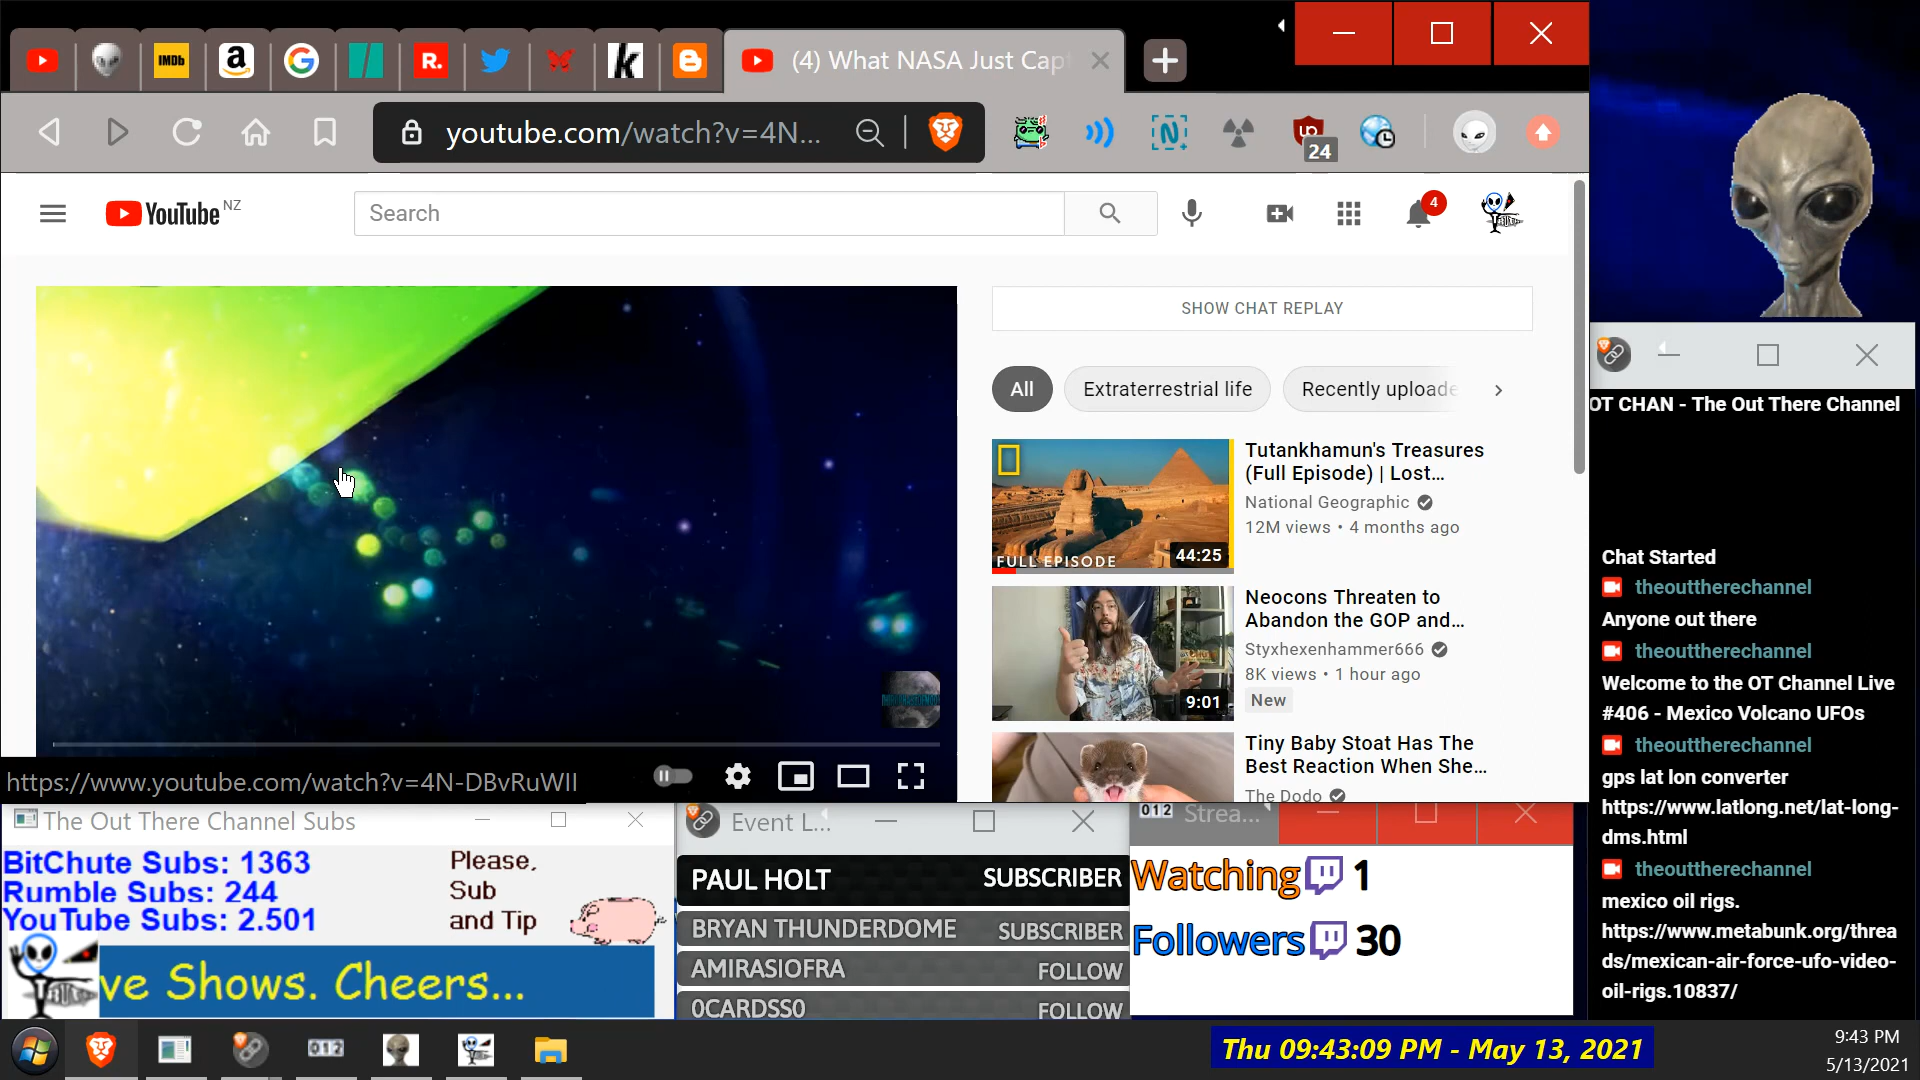 IMDb
a
G
R.
k
(4) What NASA Just Cap
youtube.com/watch?v=4N...
24
YouTube NZ
Search
4
SHOW CHAT REPLAY
All
Extraterrestrial life
Recently uploade
FULL EPISODE
44:25
Tutankhamun's Treasures
(Full Episode) | Lost...
National Geographic
12M views • 4 months ago
9:01
Neocons Threaten to
Abandon the GOP and...
Styxhexenhammer666
8K views • 1 hour ago
New
Tiny Baby Stoat Has The
Best Reaction When She...
The Dodo
https://www.youtube.com/watch?v=4N-DBvRuWII
OT CHAN - The Out There Channel
Chat Started
theouttherechannel
Anyone out there
theouttherechannel
Welcome to the OT Channel Live
#406 - Mexico Volcano UFOs
theouttherechannel
gps lat lon converter
https://www.latlong.net/lat-long-
dms.html
theouttherechannel
mexico oil rigs.
https://www.metabunk.org/threa
ds/mexican-air-force-ufo-video-
oil-rigs.10837/
The Out There Channel Subs
BitChute Subs: 1363
Rumble Subs: 244
YouTube Subs: 2.501
Please,
Sub
and Tip
ve Shows. Cheers...
Event L...
PAUL HOLT SUBSCRIBER
BRYAN THUNDERDOME SUBSCRIBER
AMIRASIOFRA FOLLOW
0CARDSS0 FOLLOW
012 Strea...
Watching 1
Followers 30
012
Thu 09:43:09 PM - May 13, 2021
9:43 PM
5/13/2021